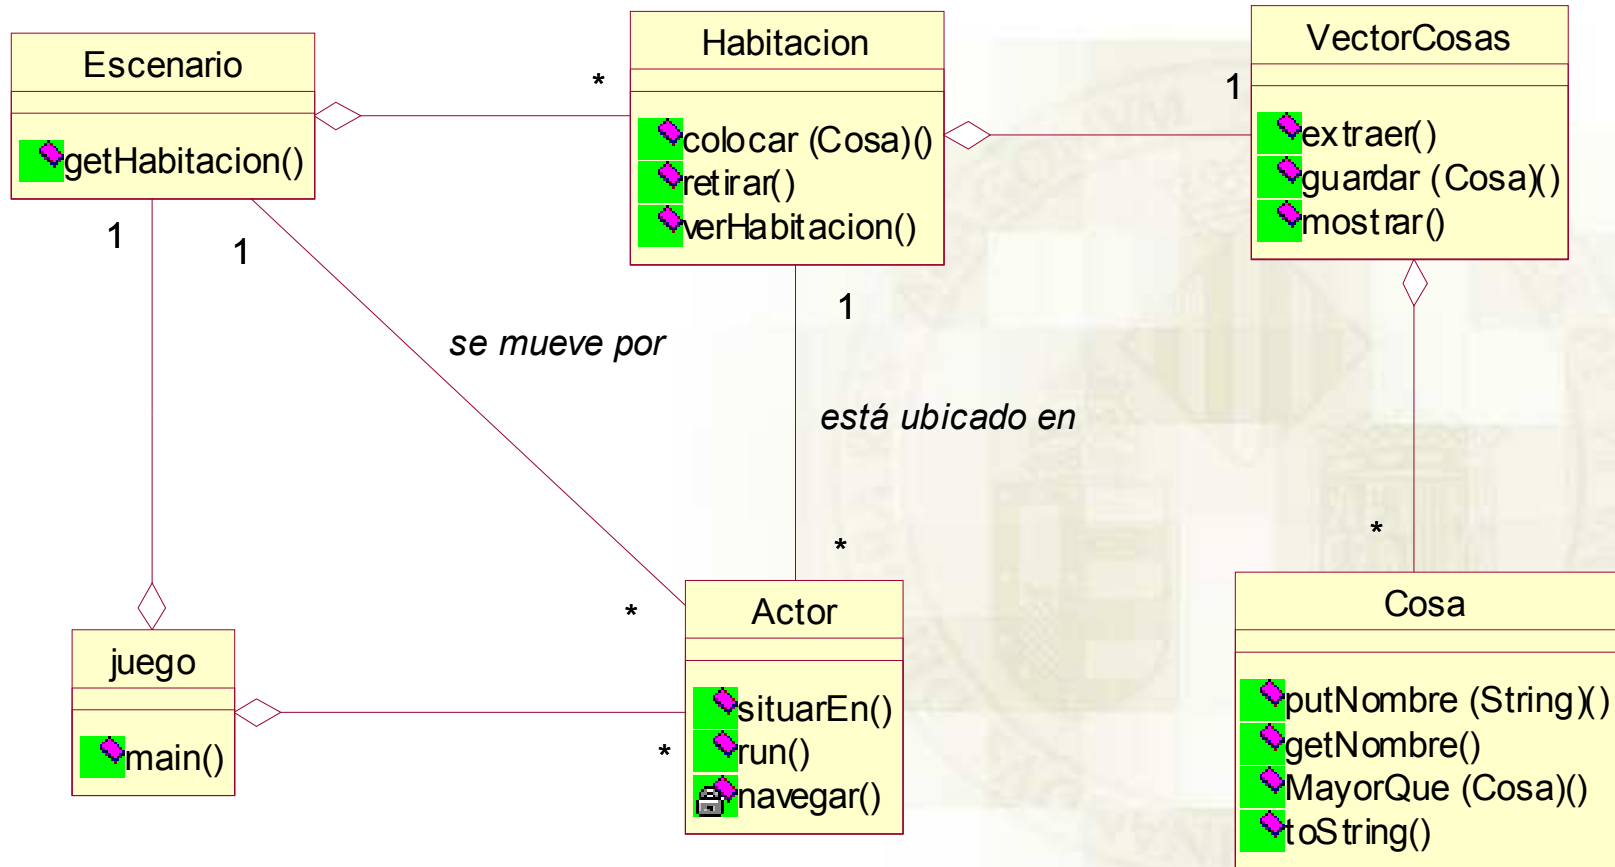 Escenario
getHabitacion()
*
Habitacion
colocar (Cosa)()
retirar()
verHabitacion()
1
VectorCosas
extraer()
guardar (Cosa)()
mostrar()
1
1
se mueve por
1
está ubicado en
*
*
*
juego
main()
*
Actor
situarEn()
run()
navegar()
Cosa
putNombre (String)()
getNombre()
MayorQue (Cosa)()
toString()